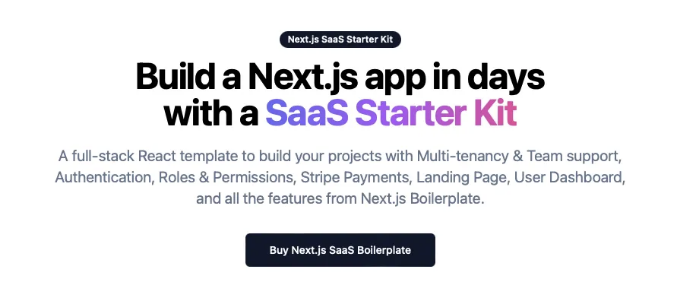 Next.js SaaS Starter Kit
Build a Next.js app in days
with a SaaS Starter Kit
A full-stack React template to build your projects with Multi-tenancy & Team support,
Authentication, Roles & Permissions, Stripe Payments, Landing Page, User Dashboard,
and all the features from Next.js Boilerplate.
Buy Next.js SaaS Boilerplate